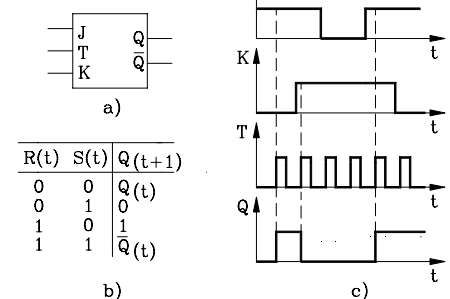 J Q
T Q̅
K
a)
R(t) S(t) Q(t+1)
0 0 Q(t)
0 1 0
1 0 1
1 1 Q̅(t)
b)
t
K
t
T
t
Q
t
c)